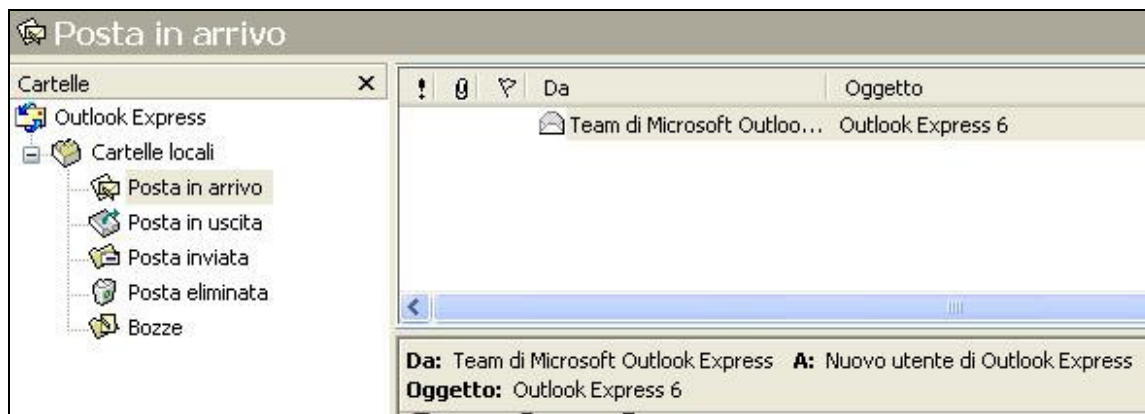 Posta in arrivo
Cartelle
Outlook Express
Cartelle locali
Posta in arrivo
Posta in uscita
Posta inviata
Posta eliminata
Bozze
! Da Oggetto
Team di Microsoft Outloo... Outlook Express 6
Da: Team di Microsoft Outlook Express A: Nuovo utente di Outlook Express
Oggetto: Outlook Express 6